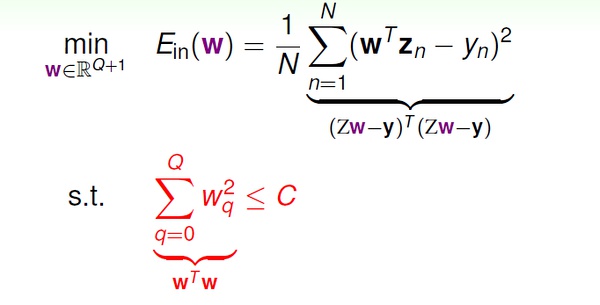 min w∈ℝ^{Q+1} E_in(w) = 1/N ∑_{n=1}^{N} (w^T z_n − y_n)^2
(Zw−y)^T (Zw−y)
s.t. ∑_{q=0}^{Q} w_q^2 ≤ C
w^T w